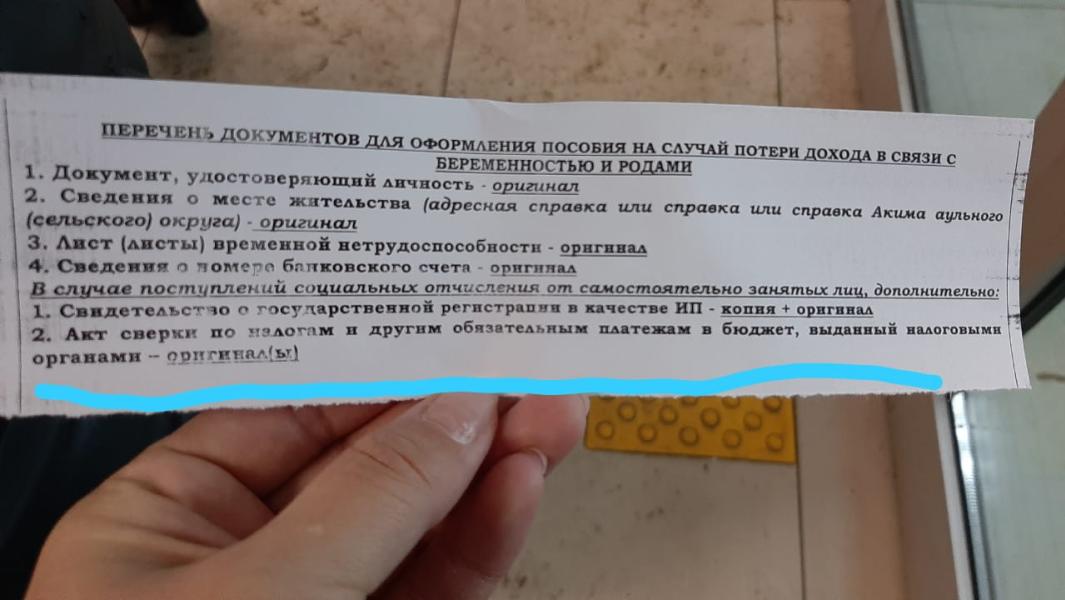 ПЕРЕЧЕНЬ ДОКУМЕНТОВ ДЛЯ ОФОРМЛЕНИЯ ПОСОБИЯ НА СЛУЧАЙ ПОТЕРИ ДОХОДА В СВЯЗИ С
БЕРЕМЕННОСТЬЮ И РОДАМИ
1. Документ, удостоверяющий личность - оригинал
2. Сведения о месте жительства (адресная справка или справка или справка Акима аульного
(сельского) округа) - оригинал
3. Лист (листы) временной нетрудоспособности - оригинал
4. Сведения о номере банковского счета - оригинал
В случае поступлений социальных отчисления от самостоятельно занятых лиц, дополнительно:
1. Свидетельство о государственной регистрации в качестве ИП - копия + оригинал
2. Акт сверки по налогам и другим обязательным платежам в бюджет, выданный налоговыми
органами – оригинал(ы)